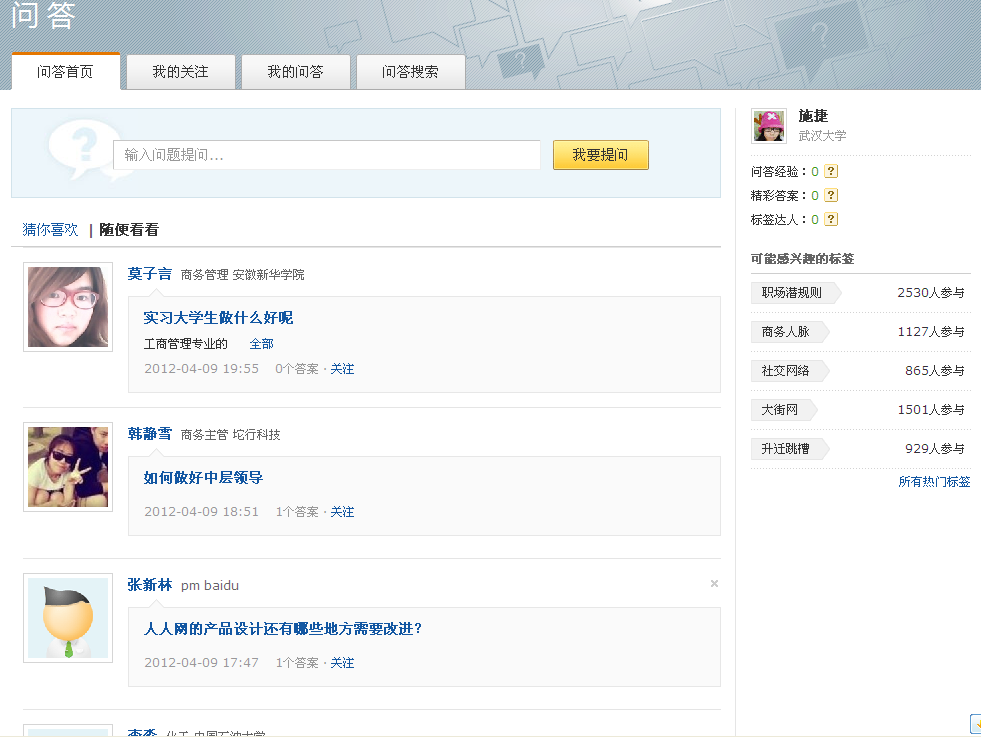 问答
问答首页
我的关注
我的问答
问答搜索
输入问题提问...
我要提问
猜你喜欢 | 随便看看
莫子言 商务管理 安徽新华学院
实习大学生做什么好呢
工商管理专业的 全部
2012-04-09 19:55 0个答案 · 关注
韩静雪 商务主管 坨行科技
如何做好中层领导
2012-04-09 18:51 1个答案 · 关注
张新林 pm baidu
人人网的产品设计还有哪些地方需要改进？
2012-04-09 17:47 1个答案 · 关注
施捷
武汉大学
问答经验：0 ?
精彩答案：0 ?
标签达人：0 ?
可能感兴趣的标签
职场潜规则 2530人参与
商务人脉 1127人参与
社交网络 865人参与
大街网 1501人参与
升迁跳槽 929人参与
所有热门标签